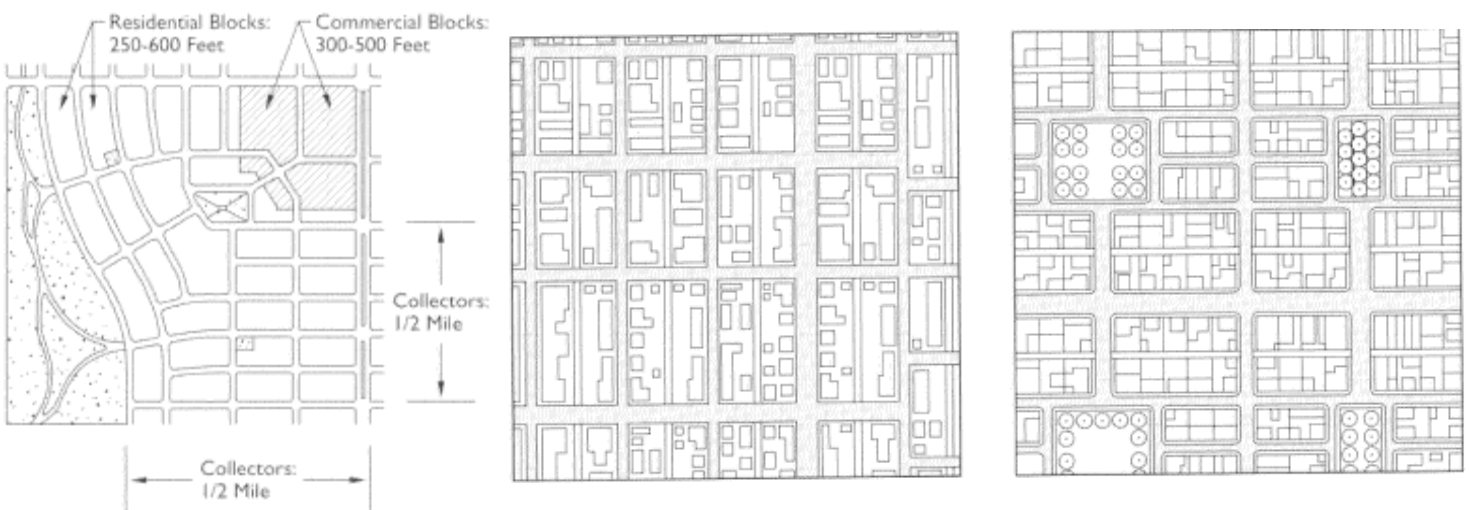 Residential Blocks:
250-600 Feet
Commercial Blocks:
300-500-Feet
Collectors:
1/2 Mile
Collectors:
1/2 Mile